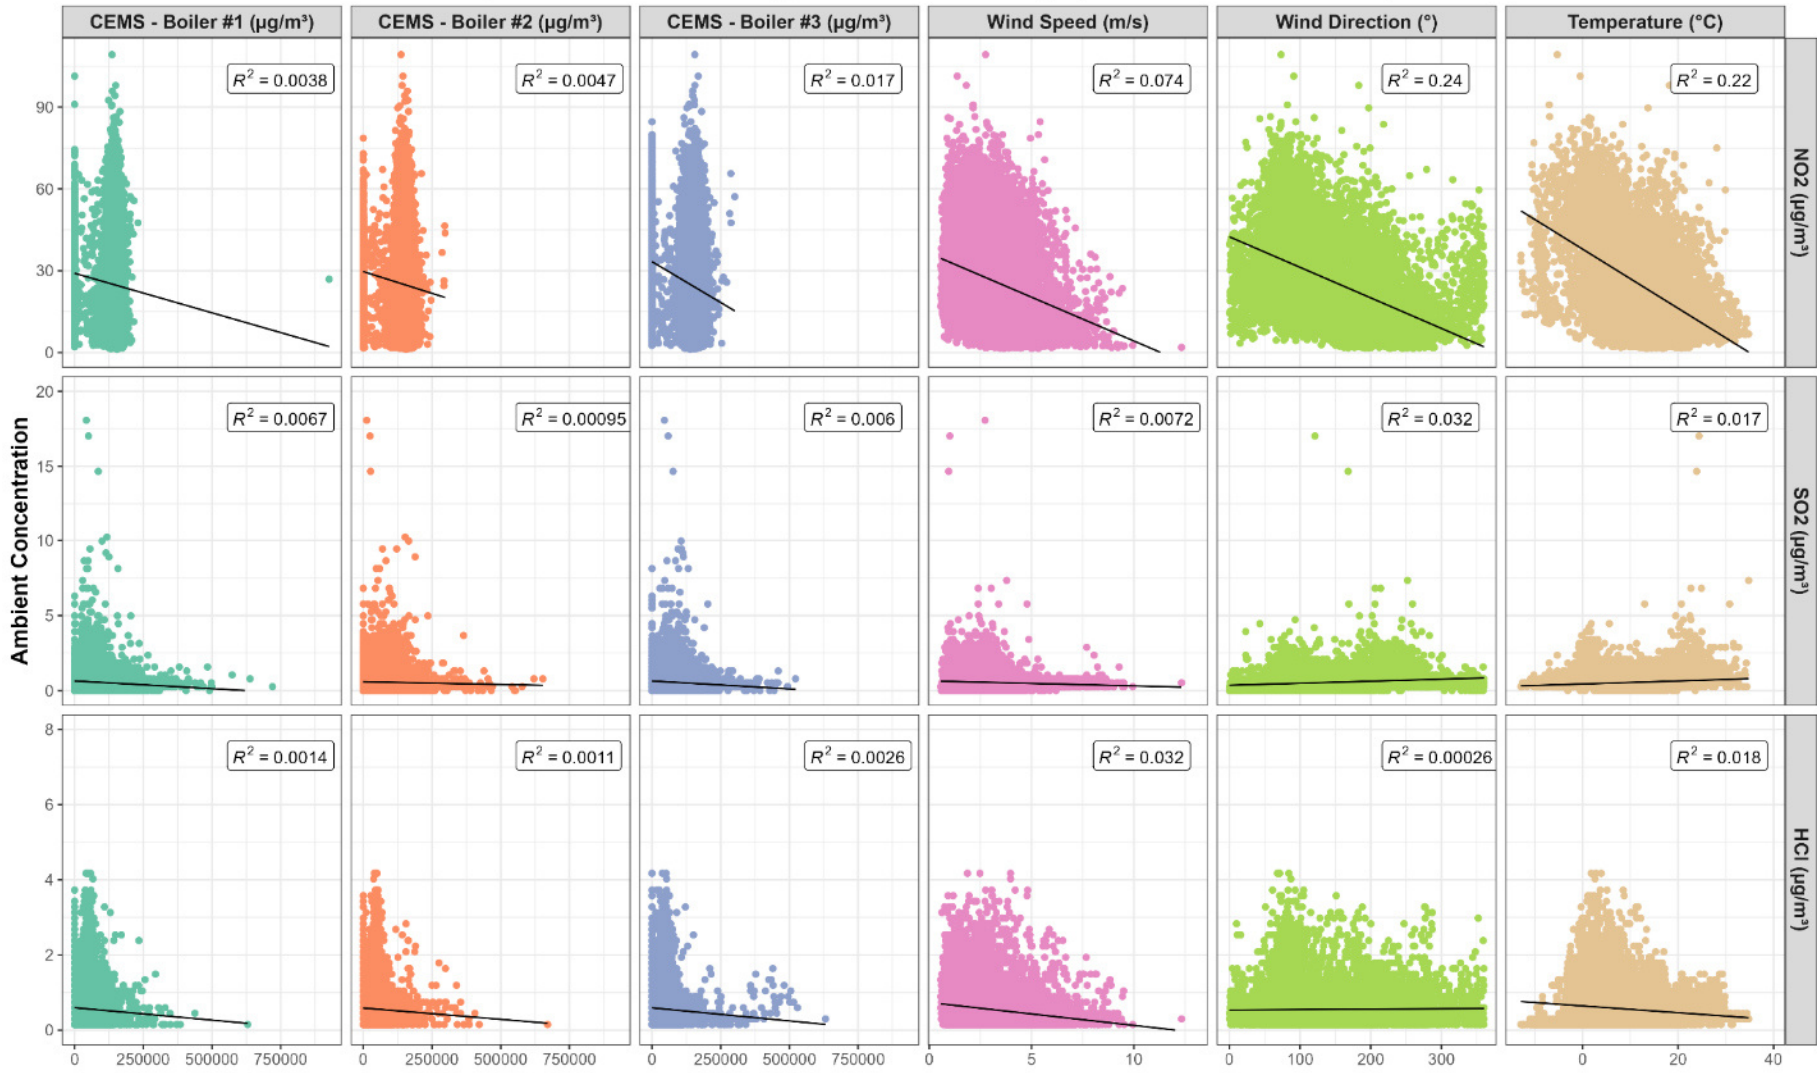 CEMS - Boiler #1 (µg/m³)
CEMS - Boiler #2 (µg/m³)
CEMS - Boiler #3 (µg/m³)
Wind Speed (m/s)
Wind Direction (°)
Temperature (°C)
Ambient Concentration
90
60
30
0
R² = 0.0038
R² = 0.0047
R² = 0.017
R² = 0.074
R² = 0.24
R² = 0.22
NO2 (µg/m³)
20
15
10
5
0
R² = 0.0067
R² = 0.00095
R² = 0.006
R² = 0.0072
R² = 0.032
R² = 0.017
SO2 (µg/m³)
8
6
4
2
0
R² = 0.0014
R² = 0.0011
R² = 0.0026
R² = 0.032
R² = 0.00026
R² = 0.018
HCl (µg/m³)
0 250000 500000 750000
0 250000 500000 750000
0 250000 500000 750000
0 5 10
0 100 200 300
0 20 40